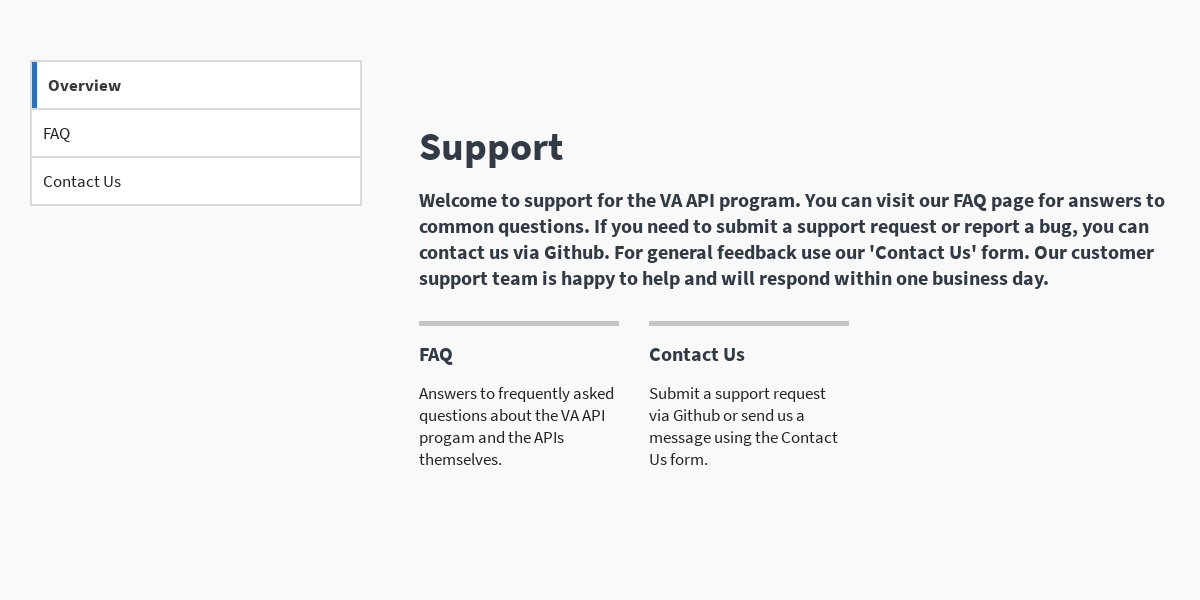 Overview
FAQ
Contact Us
Support
Welcome to support for the VA API program. You can visit our FAQ page for answers to
common questions. If you need to submit a support request or report a bug, you can
contact us via Github. For general feedback use our 'Contact Us' form. Our customer
support team is happy to help and will respond within one business day.
FAQ
Answers to frequently asked
questions about the VA API
progam and the APIs
themselves.
Contact Us
Submit a support request
via Github or send us a
message using the Contact
Us form.